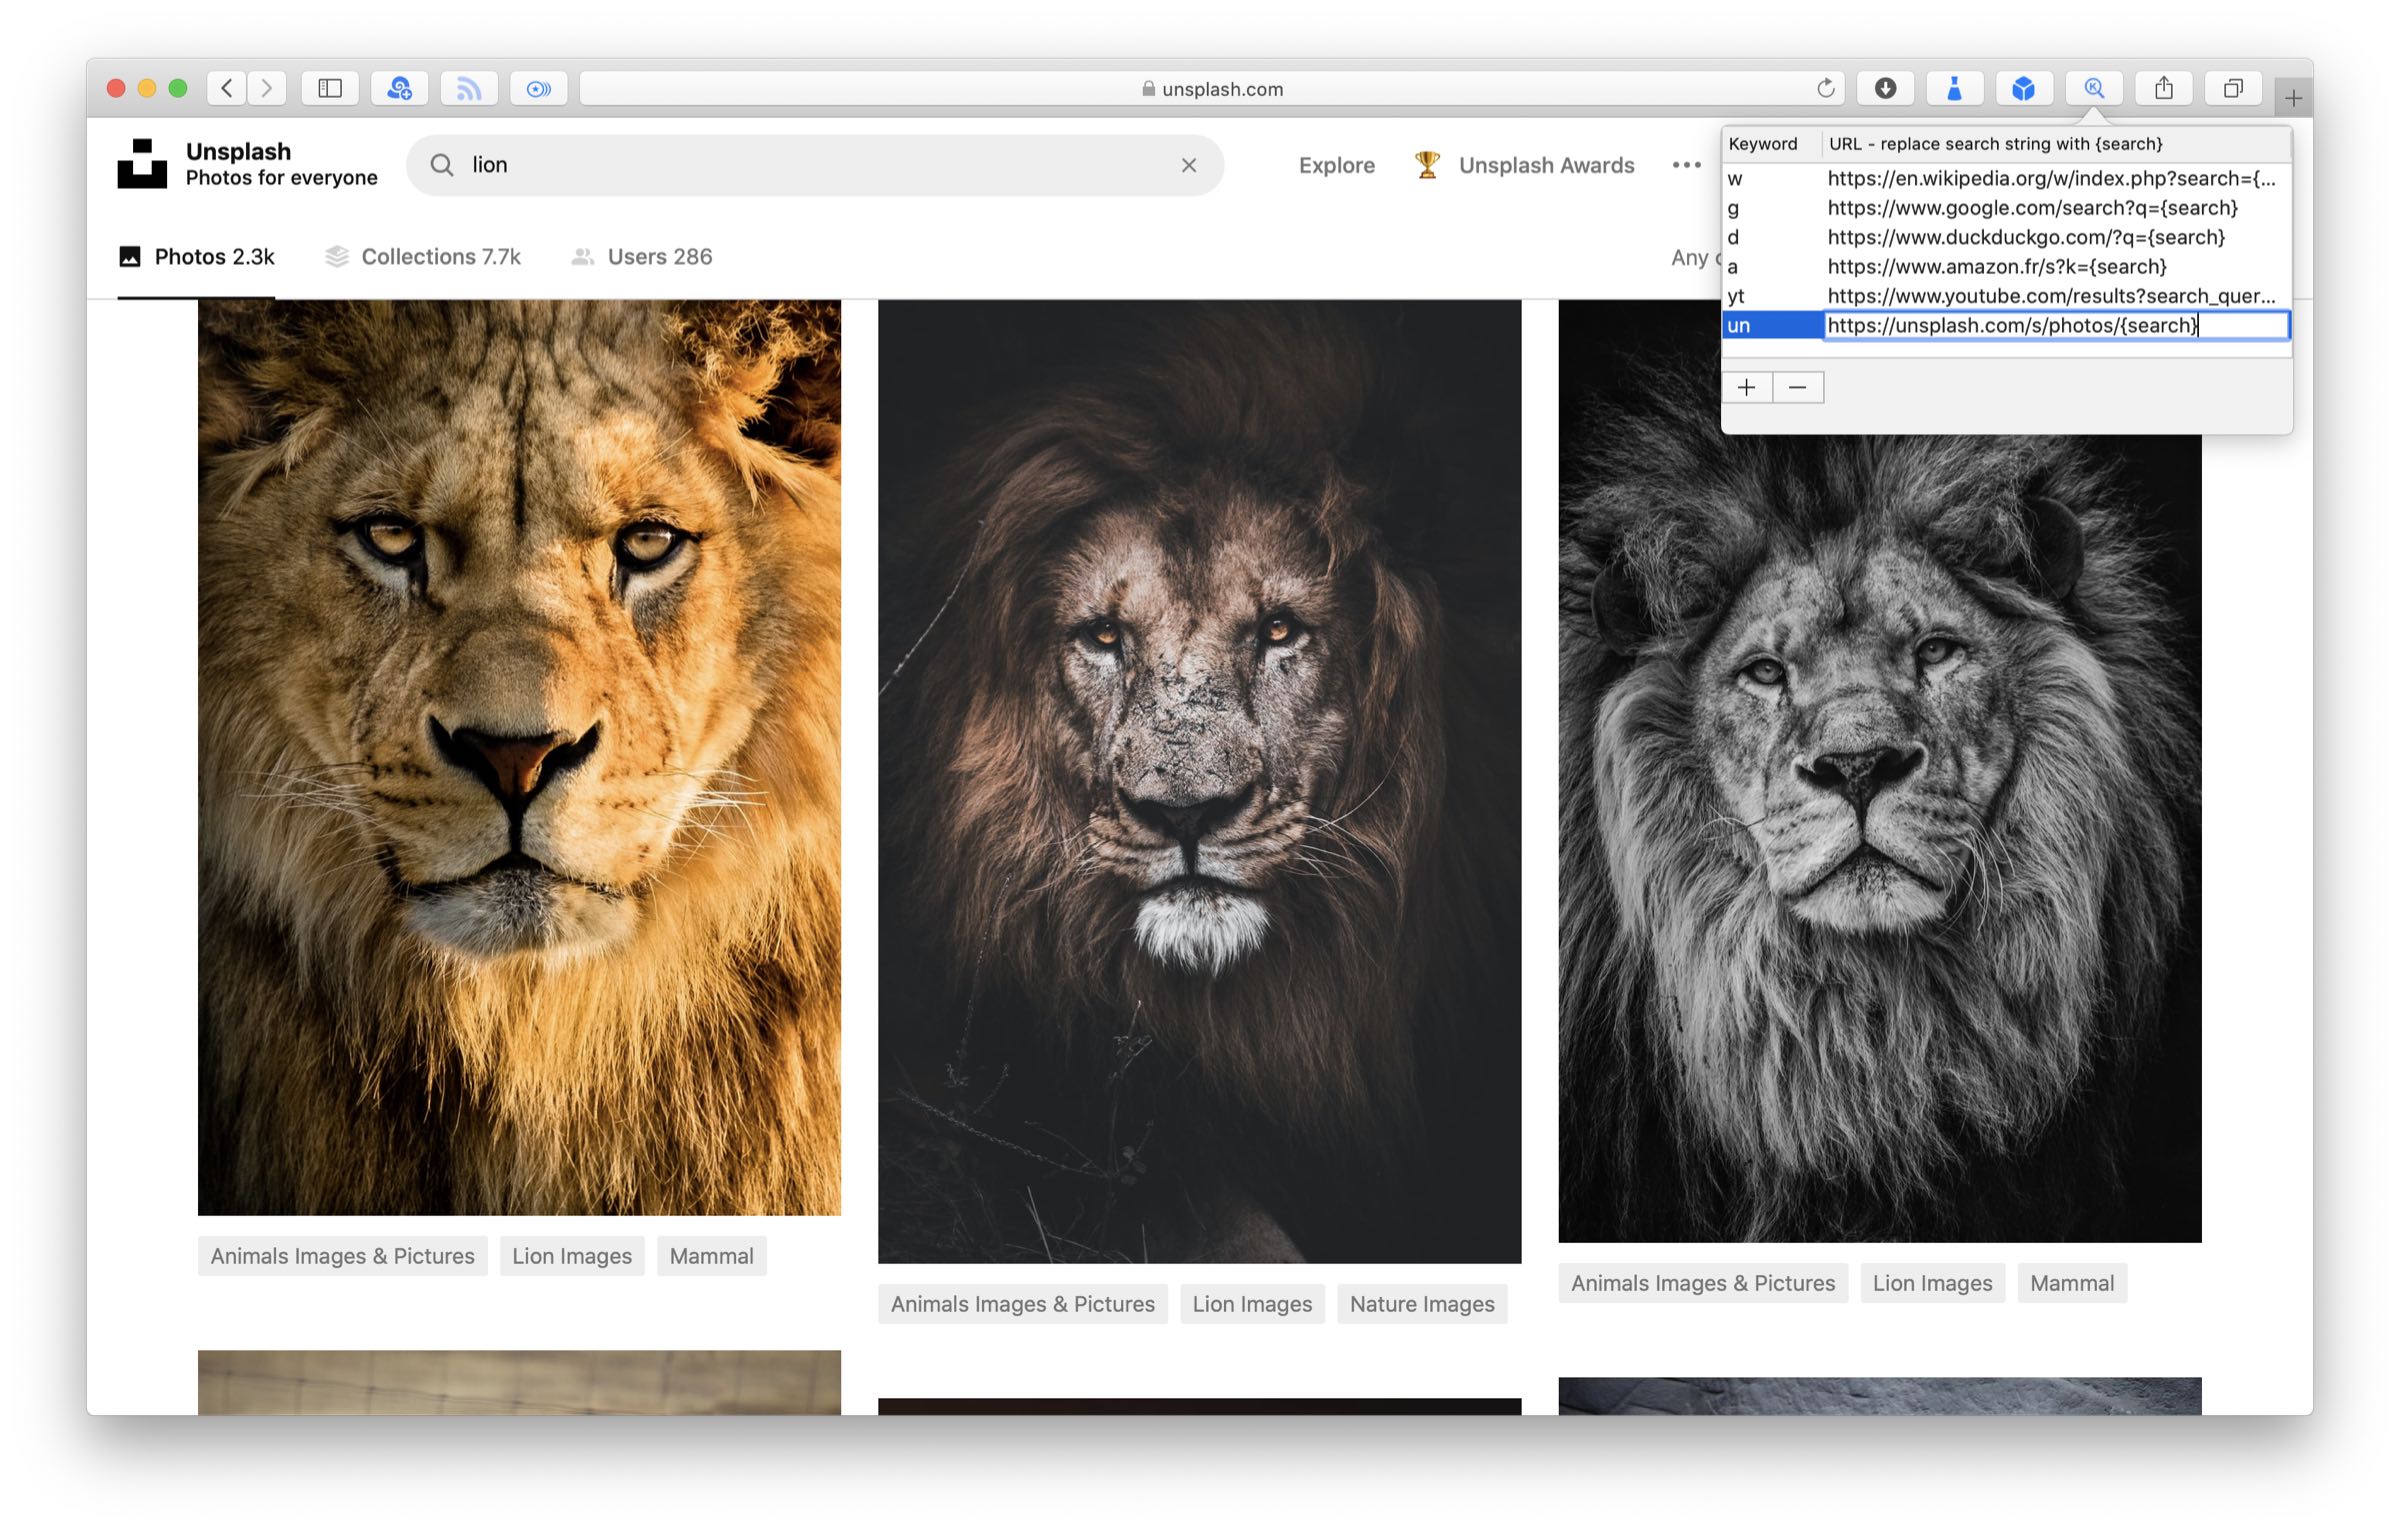 unsplash.com
Unsplash
Photos for everyone
lion
Explore
Unsplash Awards
Photos 2.3k
Collections 7.7k
Users 286
Any
Keyword URL - replace search string with {search}
w https://en.wikipedia.org/w/index.php?search={...
g https://www.google.com/search?q={search}
d https://www.duckduckgo.com/?q={search}
a https://www.amazon.fr/s?k={search}
yt https://www.youtube.com/results?search_quer...
un https://unsplash.com/s/photos/{search}
Animals Images & Pictures
Lion Images
Mammal
Animals Images & Pictures
Lion Images
Nature Images
Animals Images & Pictures
Lion Images
Mammal